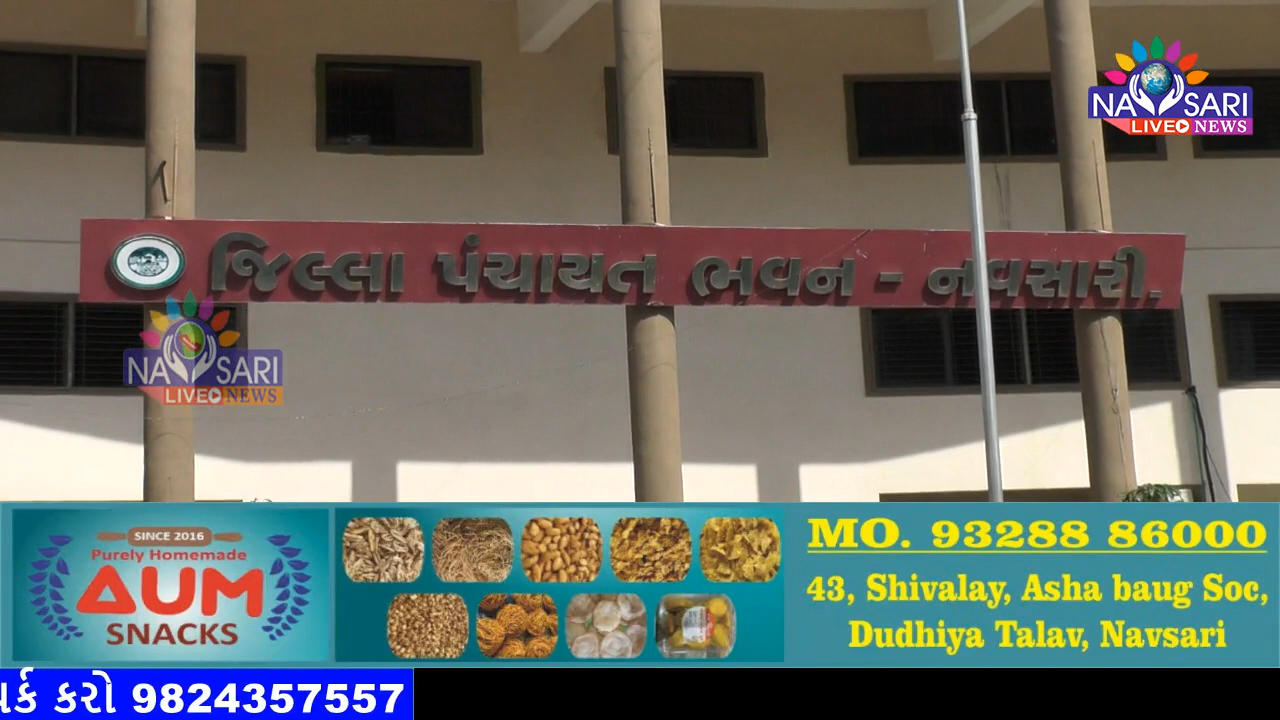 NAVSARI
LIVE NEWS
જિલ્લા પંચાયત ભવન - નવસારી.
NAVSARI
LIVE NEWS
SINCE 2016
Purely Homemade
AUM
SNACKS
MO. 93288 86000
43, Shivalay, Asha baug Soc,
Dudhiya Talav, Navsari
કરો 9824357557